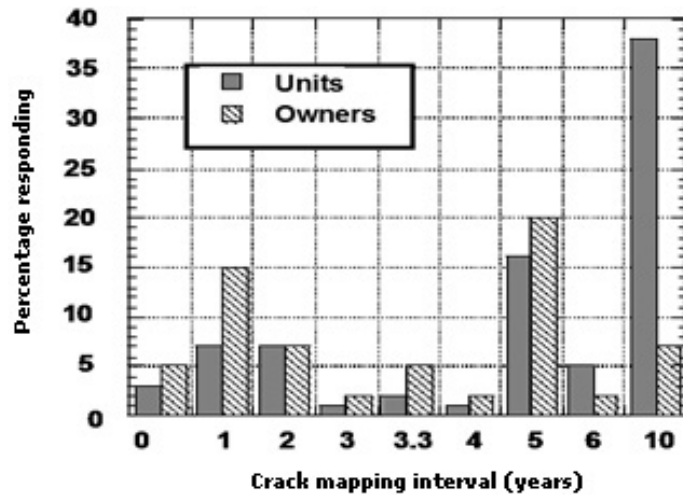 40
35
30
25
20
15
10
5
0
Percentage responding
Units
Owners
0 1 2 3 3.3 4 5 6 10
Crack mapping interval (years)